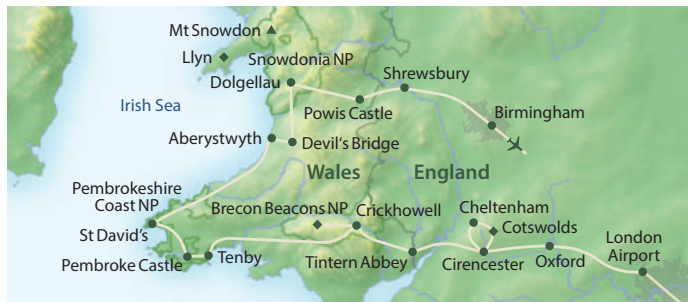 Mt Snowdon
Llyn
Snowdonia NP
Dolgellau
Shrewsbury
Powis Castle
Birmingham
Irish Sea
Aberystwyth
Devil's Bridge
Wales
England
Pembrokeshire
Coast NP
St David's
Brecon Beacons NP
Crickhowell
Cheltenham
Cotswolds
Pembroke Castle
Tenby
Tintern Abbey
Cirencester
Oxford
London
Airport